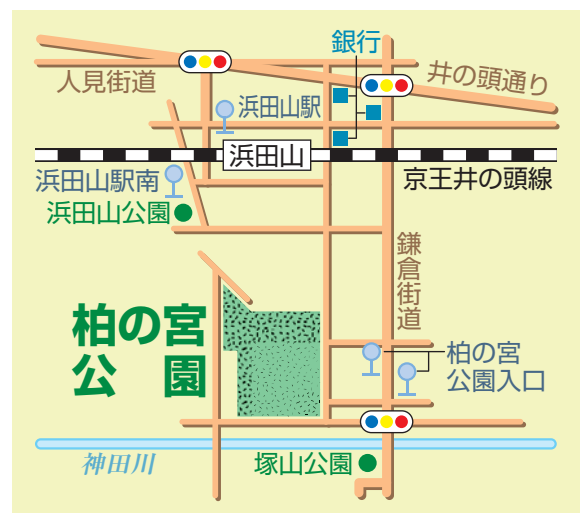 銀行
人見街道
井の頭通り
浜田山駅
浜田山
浜田山駅南
京王井の頭線
浜田山公園
鎌倉街道
柏の宮
公園
柏の宮
公園入口
神田川
塚山公園